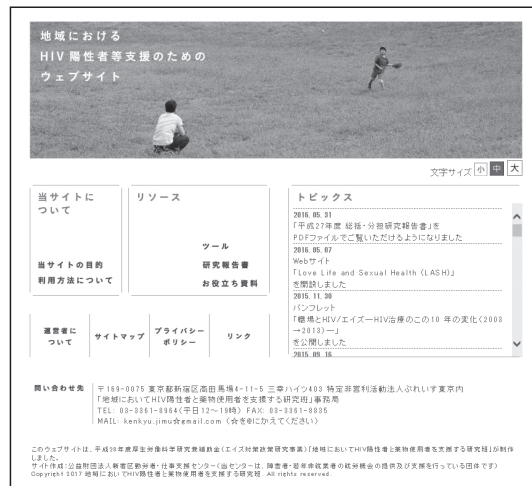 地域における
HIV 陽性者等支援のための
ウェブサイト
文字サイズ 小 中 大
当サイトに
ついて
当サイトの目的
利用方法について
リソース
ツール
研究報告書
お役立ち資料
トピックス
2016. 05. 31
「平成27年度 総括・分担研究報告書」を
PDFファイルでご覧いただけるようになりました
2016. 05. 07
Webサイト
「Love Life and Sexual Health (LASH)」
を開設しました
2015. 11. 30
パンフレット
「職場とHIV/エイズ―HIV治療のこの10 年の変化(2003
→2013)―」
を公開しました
2015. 09. 16
運営者に
ついて
サイトマップ
プライバシー
ポリシー
リンク
問い合わせ先
〒169-0075 東京都新宿区高田馬場4-11-5 三幸ハイツ403 特定非営利活動法人ぷれいす東京内
「地域においてHIV陽性者と薬物使用者を支援する研究班」事務局
TEL: 03-3361-8964(平日12〜19時) FAX: 03-3361-8835
MAIL: kenkyu.jimu☆gmail.com (☆を@にかえてください)
このウェブサイトは、平成28年度厚生労働科学研究費補助金(エイズ対策政策研究事業)「地域においてHIV陽性者と薬物使用者を支援する研究班」が制作
しました。
サイト作成:公益財団法人新宿区勤労者・仕事支援センター(当センターは、障害者・若年非就業者の就労機会の提供及び支援を行っている団体です)
Copyright 2017 地域においてHIV陽性者と薬物使用者を支援する研究班. All rights reserved.